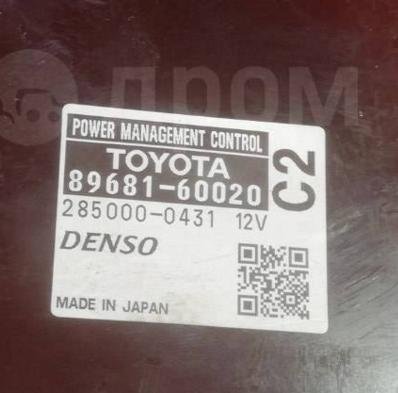 дром
POWER MANAGEMENT CONTROL
TOYOTA
89681-60020
C2
285000-0431 12V
DENSO
MADE IN JAPAN